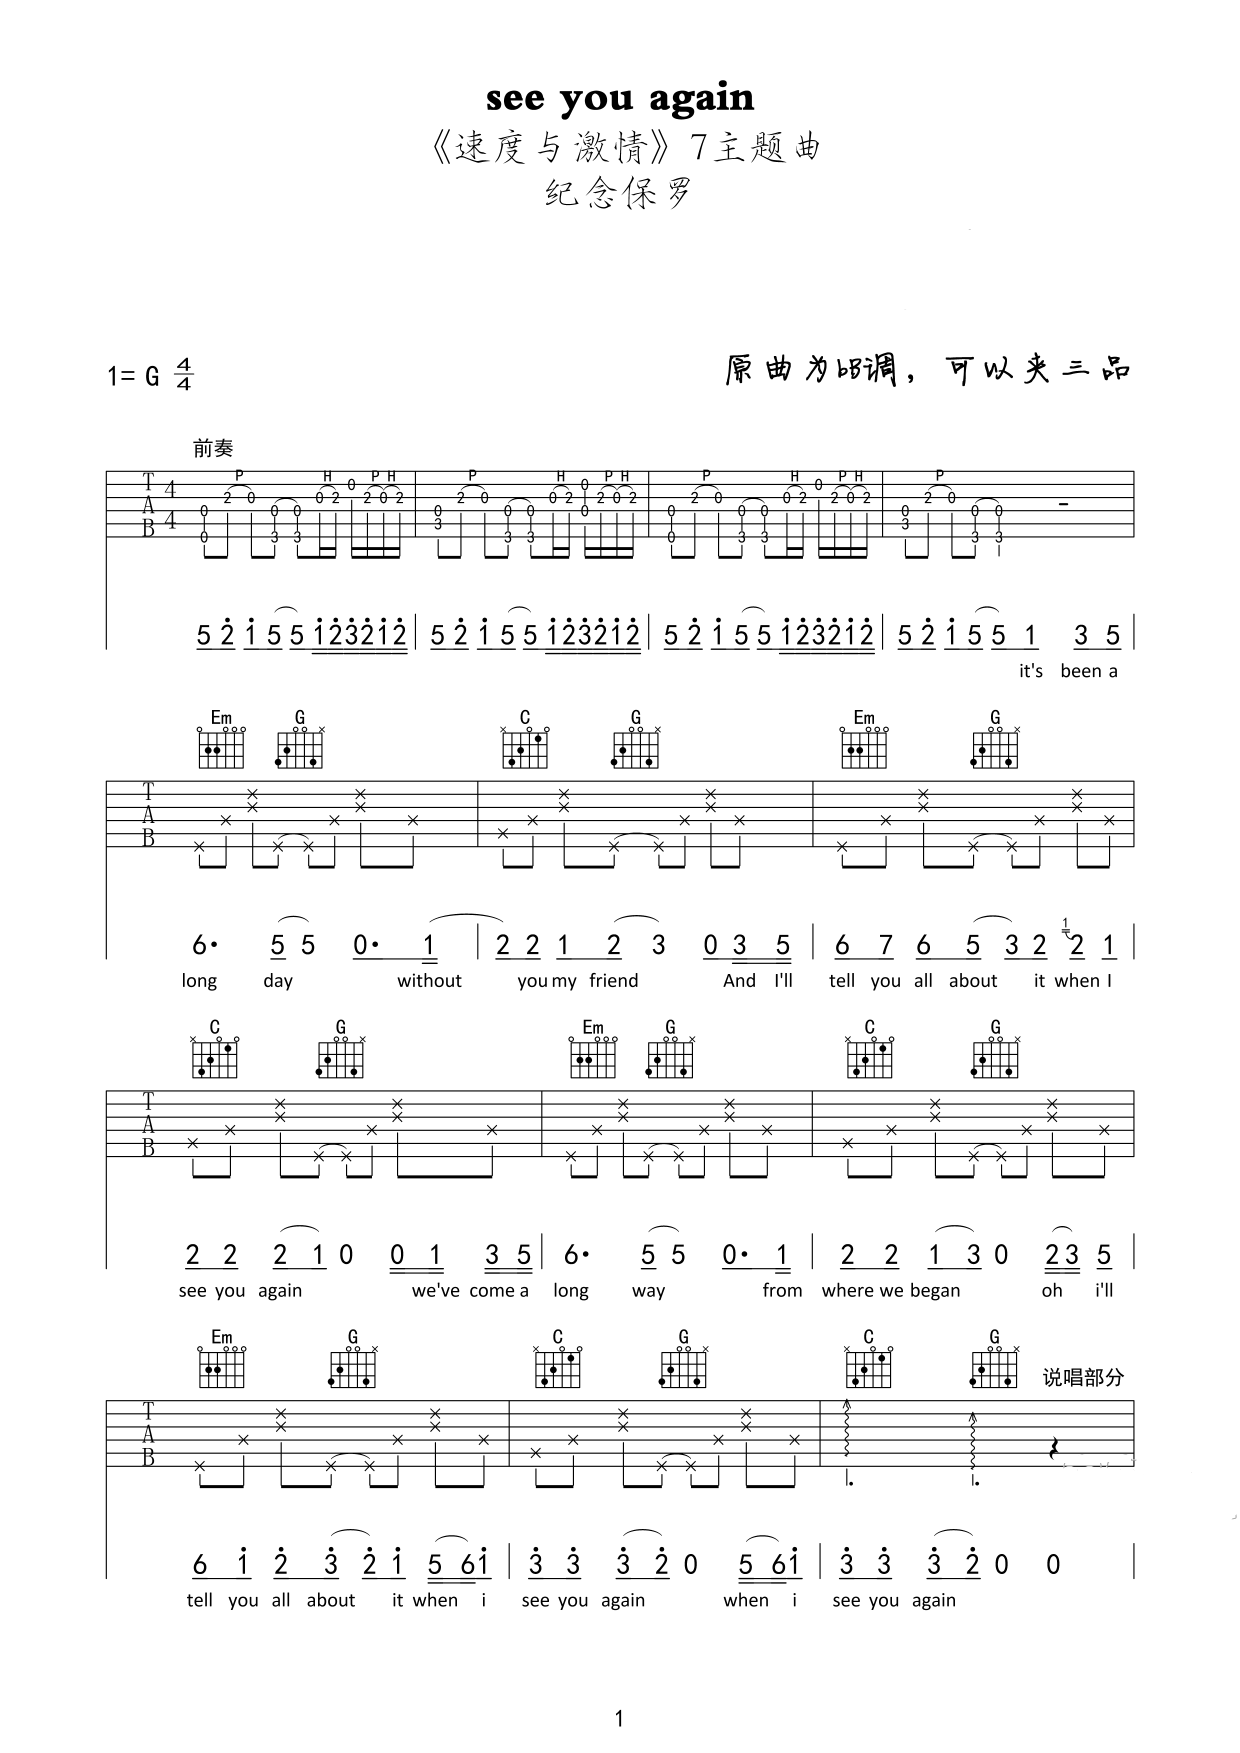 see you again
《速度与激情》7主题曲
纪念保罗
1= G 4/4
原曲为bB调，可以夹三品
前奏
P H P H P H P H P H P H P
T A B 4 4
5 2 1 5 5 1 2 3 2 1 2 5 2 1 5 5 1 2 3 2 1 2 5 2 1 5 5 1 2 3 2 1 2 5 2 1 5 5 1 3 5
it's been a
Em G C G Em G
T A B
6· 5 5 0· 1 2 2 1 2 3 0 3 5 6 7 6 5 3 2 1 2 1
long day without you my friend And I'll tell you all about it when I
C G Em G C G
T A B
2 2 2 1 0 0 1 3 5 6· 5 5 0· 1 2 2 1 3 0 2 3 5
see you again we've come a long way from where we began oh i'll
Em G C G C G
说唱部分
T A B
6 1 2 3 2 1 5 6 1 3 3 3 2 0 5 6 1 3 3 3 2 0 0
tell you all about it when i see you again when i see you again
1